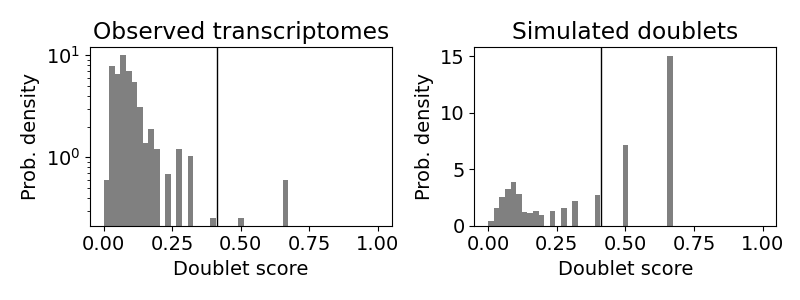 Observed transcriptomes
Prob. density
10¹
10⁰
0.00 0.25 0.50 0.75 1.00
Doublet score
Simulated doublets
Prob. density
15
10
5
0
0.00 0.25 0.50 0.75 1.00
Doublet score